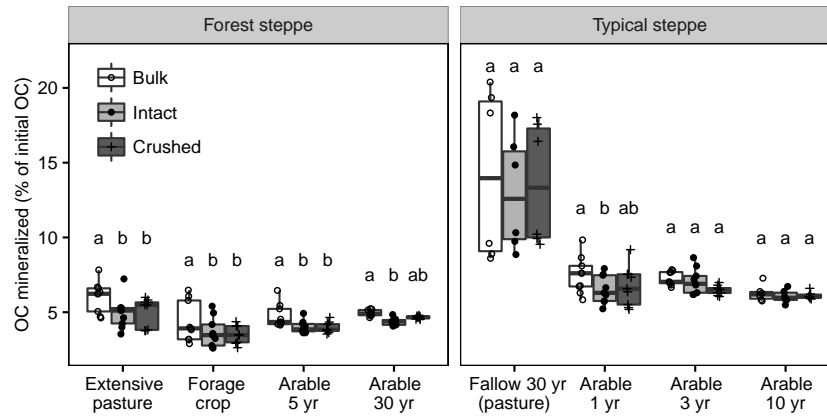 Forest steppe
Typical steppe
OC mineralized (% of initial OC)
20
15
10
5
Bulk
Intact
Crushed
a b b
a b b
a b b
a b ab
a a a
a b ab
a a a
a a a
Extensive
pasture
Forage
crop
Arable
5 yr
Arable
30 yr
Fallow 30 yr
(pasture)
Arable
1 yr
Arable
3 yr
Arable
10 yr